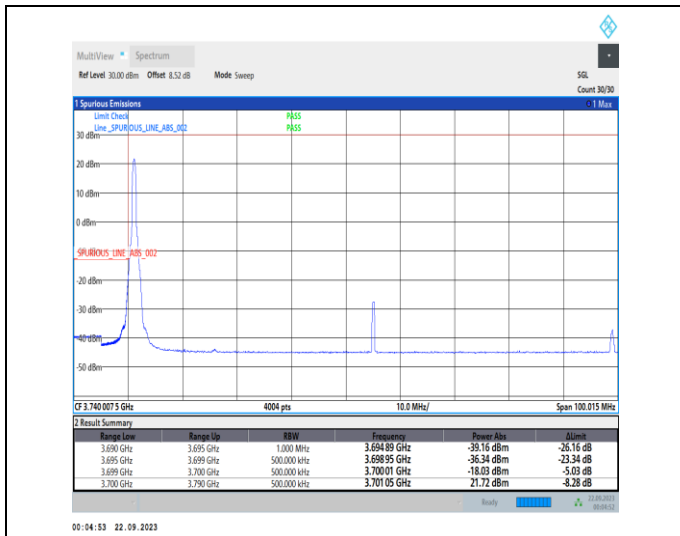 MultiView Spectrum
Ref Level 30.00 dBm Offset 8.52 dB Mode Sweep SGL
Count 30/30
1 Spurious Emissions 1 Max
Limit Check PASS
Line _SPURIOUS_LINE_ABS_002 PASS
30 dBm
20 dBm
10 dBm
0 dBm
_SPURIOUS_LINE_ABS_002
-20 dBm
-30 dBm
-40 dBm
-50 dBm
CF 3.740 007 5 GHz 4004 pts 10.0 MHz/ Span 100.015 MHz
2 Result Summary
Range Low Range Up RBW Frequency Power Abs ΔLimit
3.690 GHz 3.695 GHz 1.000 MHz 3.694 89 GHz -39.16 dBm -26.16 dB
3.695 GHz 3.699 GHz 500.000 kHz 3.698 95 GHz -36.34 dBm -23.34 dB
3.699 GHz 3.700 GHz 500.000 kHz 3.700 01 GHz -18.03 dBm -5.03 dB
3.700 GHz 3.790 GHz 500.000 kHz 3.701 05 GHz 21.72 dBm -8.28 dB
Ready 22.09.2023
00:04:52
00:04:53 22.09.2023